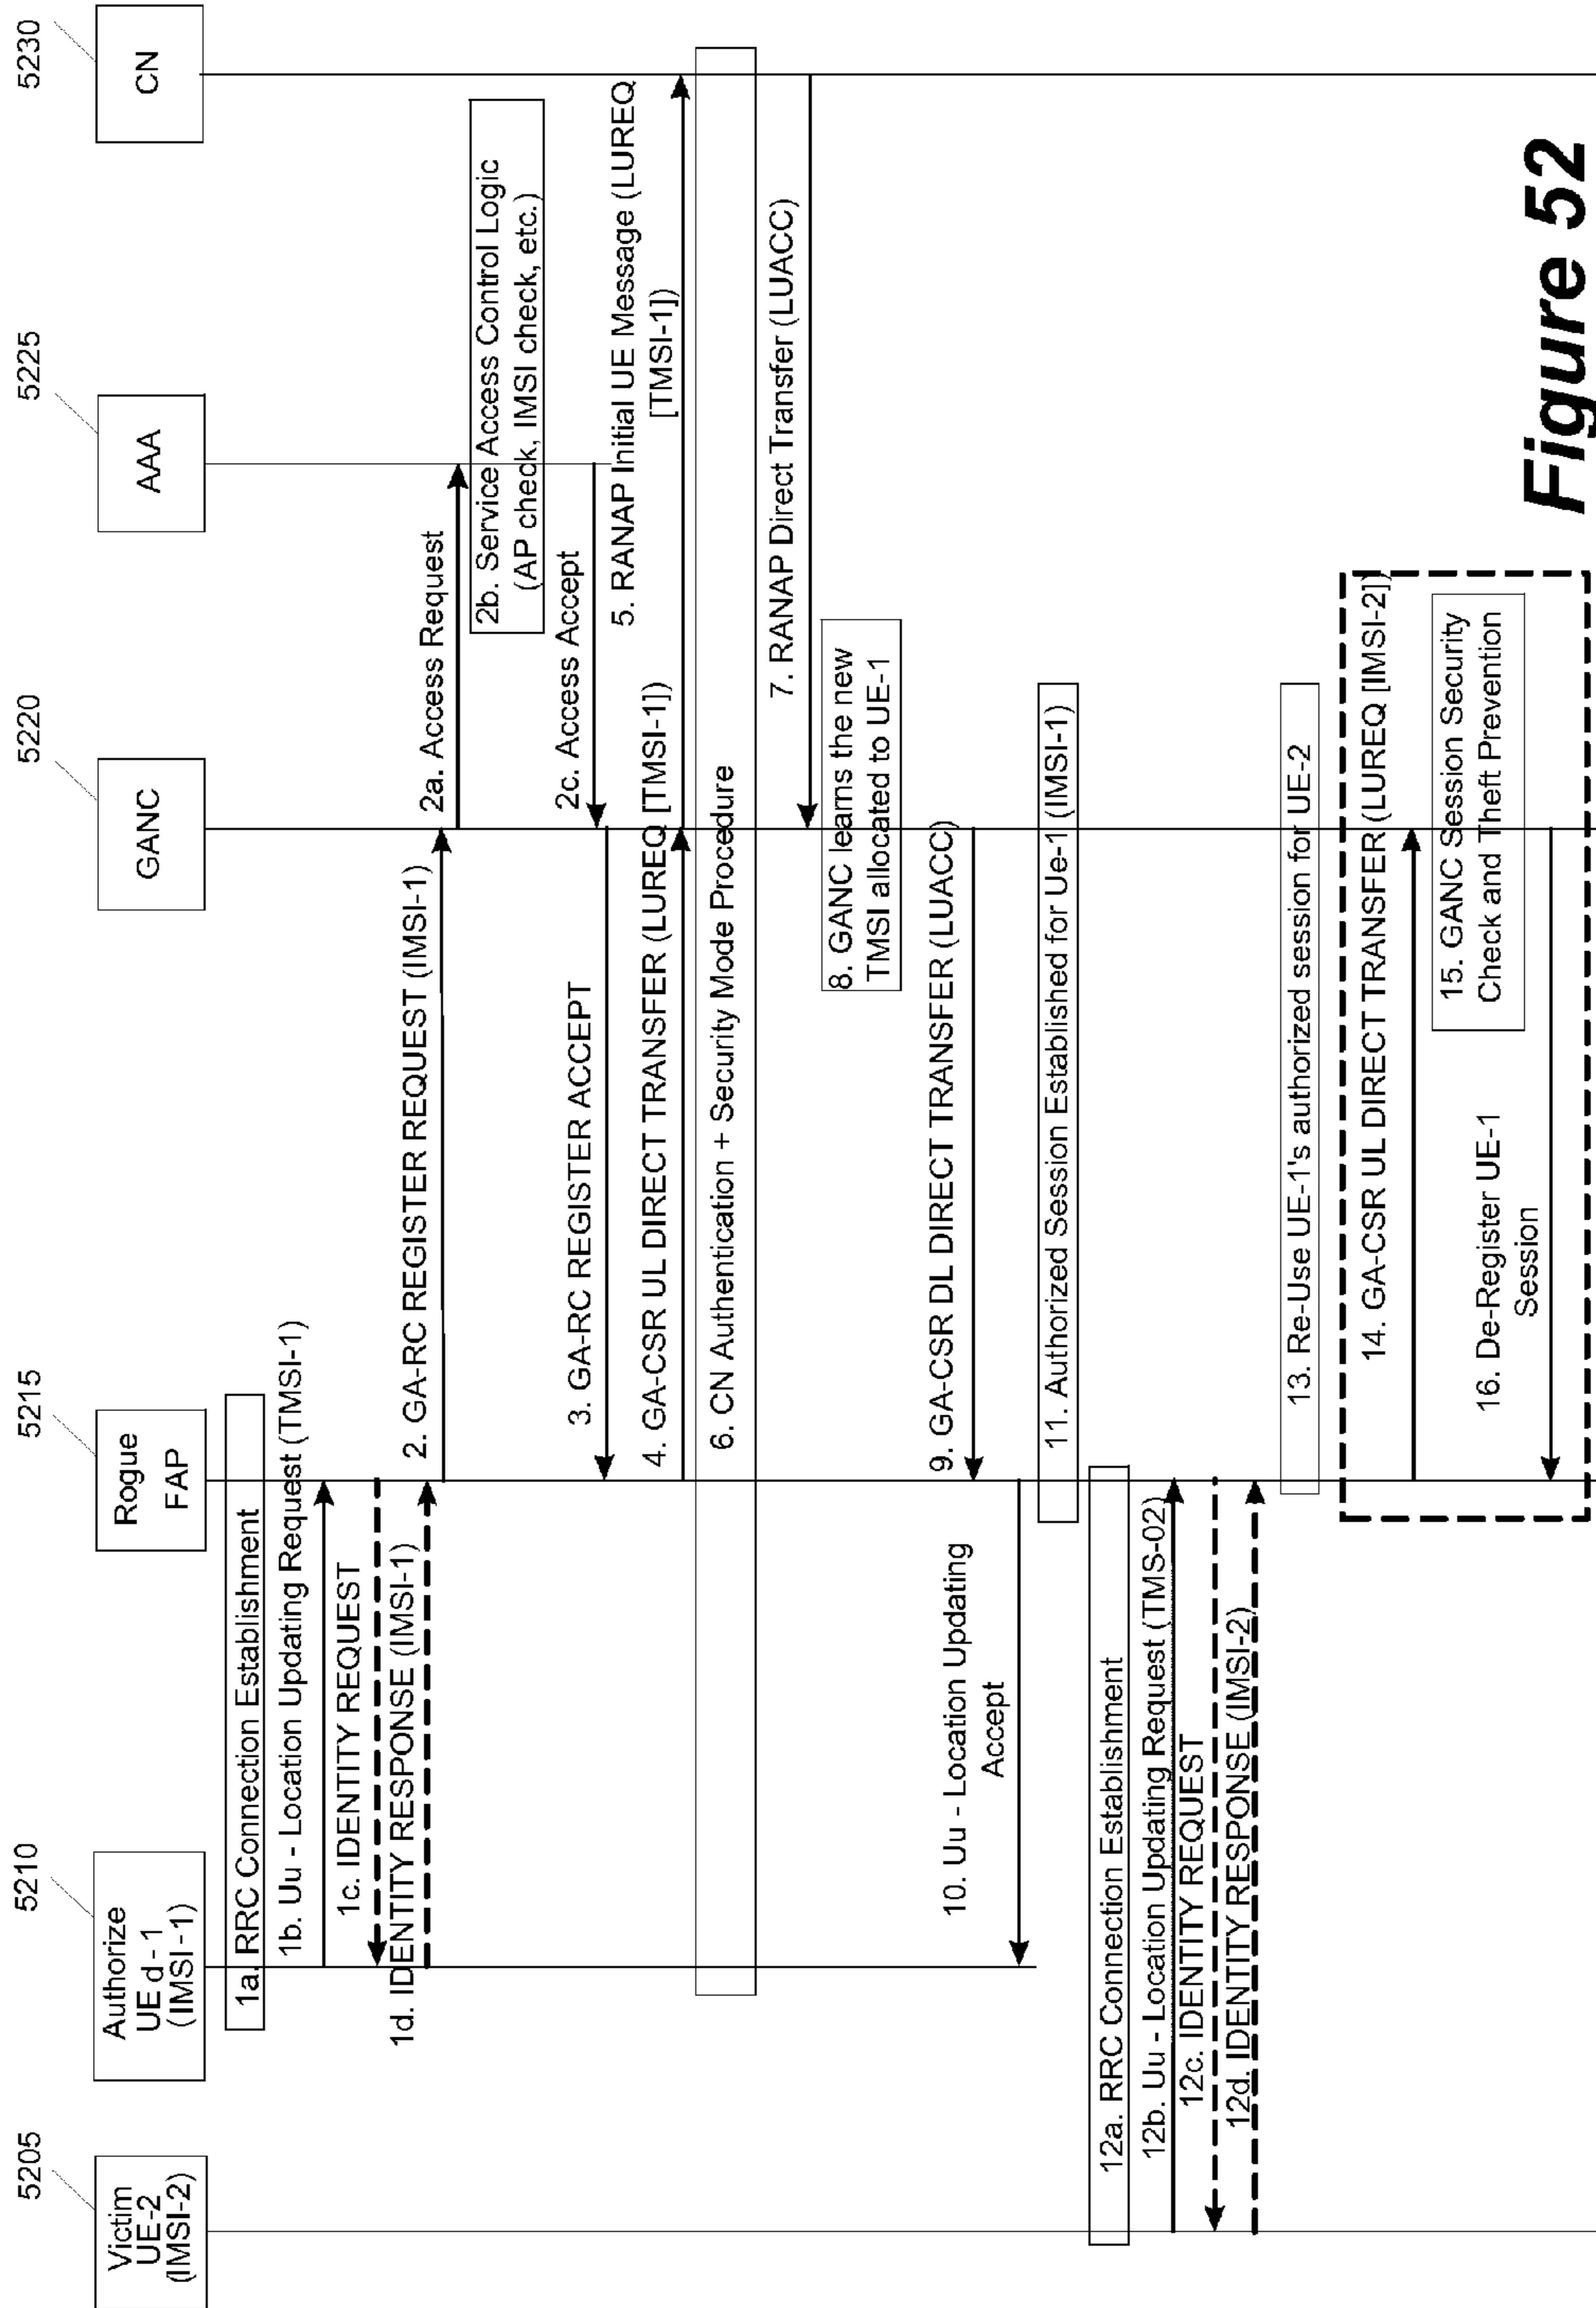 5205
5210
5215
5220
5225
5230
Victim
UE-2
(IMSI-2)
Authorize
UE d - 1
(IMSI-1)
Rogue
FAP
GANC
AAA
CN
1a. RRC Connection Establishment
1b. Uu - Location Updating Request (TMSI-1)
1c. IDENTITY REQUEST
1d. IDENTITY RESPONSE (IMSI-1)
2. GA-RC REGISTER REQUEST (IMSI-1)
2a. Access Request
2b. Service Access Control Logic
(AP check, IMSI check, etc.)
2c. Access Accept
3. GA-RC REGISTER ACCEPT
4. GA-CSR UL DIRECT TRANSFER (LUREQ [TMSI-1])
5. RANAP Initial UE Message (LUREQ
[TMSI-1])
6. CN Authentication + Security Mode Procedure
7. RANAP Direct Transfer (LUACC)
8. GANC learns the new
TMSI allocated to UE-1
9. GA-CSR DL DIRECT TRANSFER (LUACC)
10. Uu - Location Updating
Accept
11. Authorized Session Established for Ue-1 (IMSI-1)
12a. RRC Connection Establishment
12b. Uu - Location Updating Request (TMS-02)
12c. IDENTITY REQUEST
12d. IDENTITY RESPONSE (IMSI-2)
13. Re-Use UE-1's authorized session for UE-2
14. GA-CSR UL DIRECT TRANSFER (LUREQ [IMSI-2])
15. GANC Session Security
Check and Theft Prevention
16. De-Register UE-1
Session
Figure 52